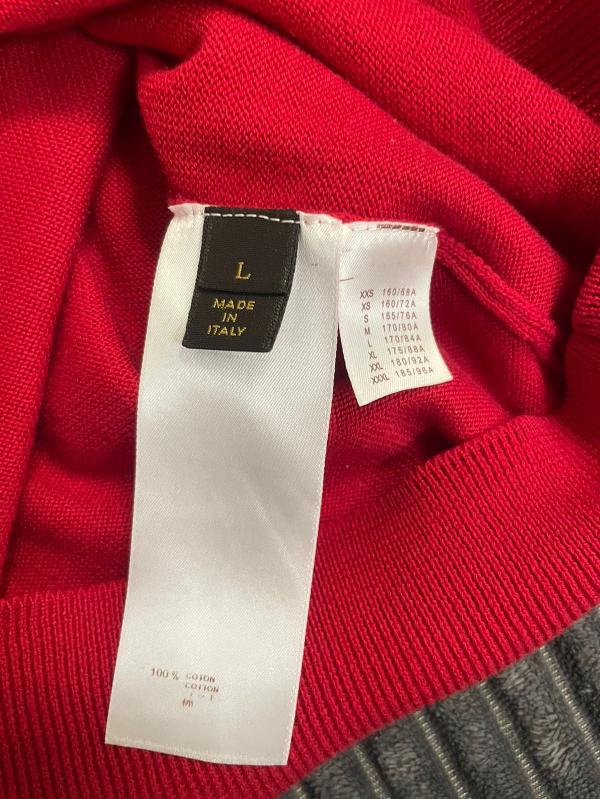 L
MADE
IN
ITALY
XXS 160/68A
XS 160/72A
S 165/76A
M 170/80A
L 170/84A
XL 175/88A
XXL 180/92A
XXXL 185/96A
100% COTON
COTTON
棉